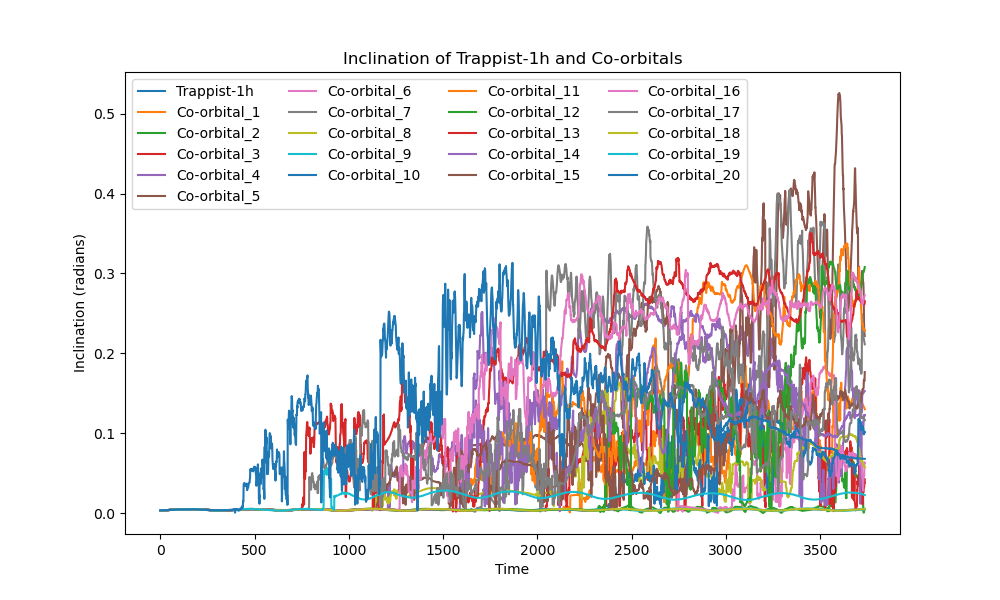 Inclination of Trappist-1h and Co-orbitals
Trappist-1h
Co-orbital_1
Co-orbital_2
Co-orbital_3
Co-orbital_4
Co-orbital_5
Co-orbital_6
Co-orbital_7
Co-orbital_8
Co-orbital_9
Co-orbital_10
Co-orbital_11
Co-orbital_12
Co-orbital_13
Co-orbital_14
Co-orbital_15
Co-orbital_16
Co-orbital_17
Co-orbital_18
Co-orbital_19
Co-orbital_20
Inclination (radians)
0.5
0.4
0.3
0.2
0.1
0.0
0
500
1000
1500
2000
2500
3000
3500
Time